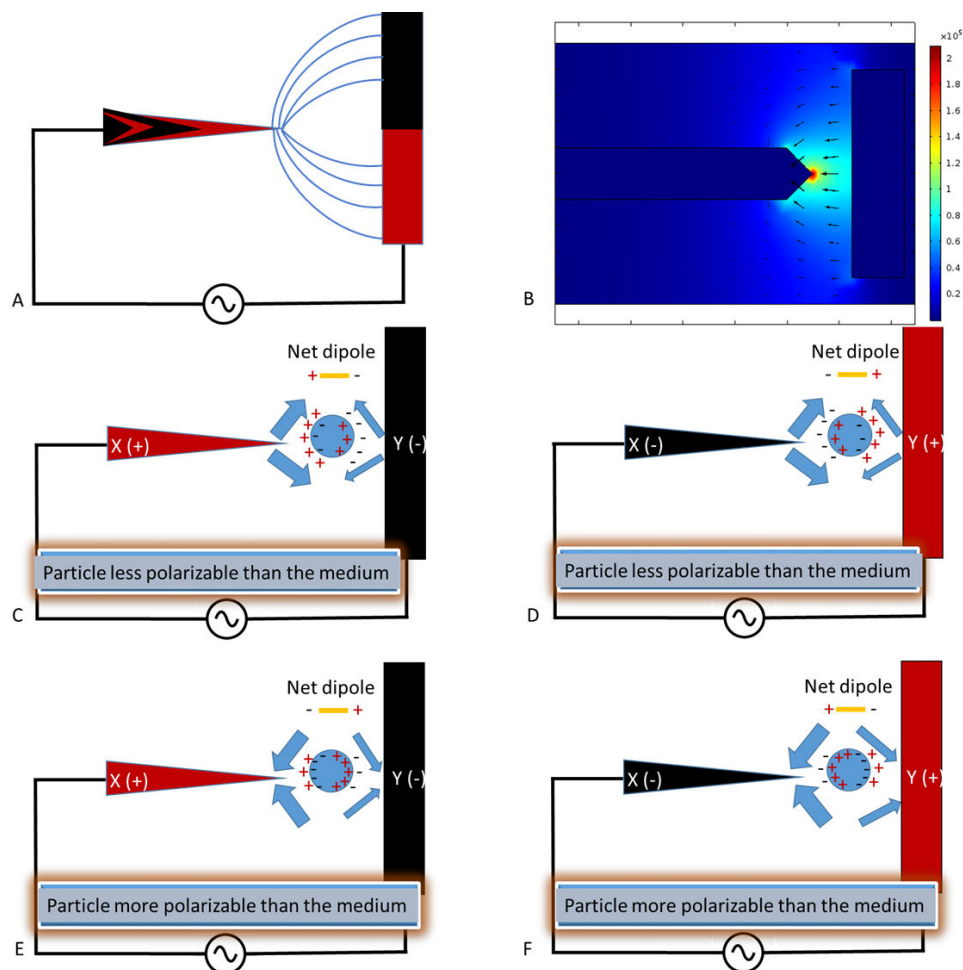 ×10⁵
2
1.8
1.6
1.4
1.2
1
0.8
0.6
0.4
0.2
A
B
Net dipole
+ -
X (+)
Y (-)
Particle less polarizable than the medium
C
Net dipole
- +
X (-)
Y (+)
Particle less polarizable than the medium
D
Net dipole
- +
X (+)
Y (-)
Particle more polarizable than the medium
E
Net dipole
+ -
X (-)
Y (+)
Particle more polarizable than the medium
F